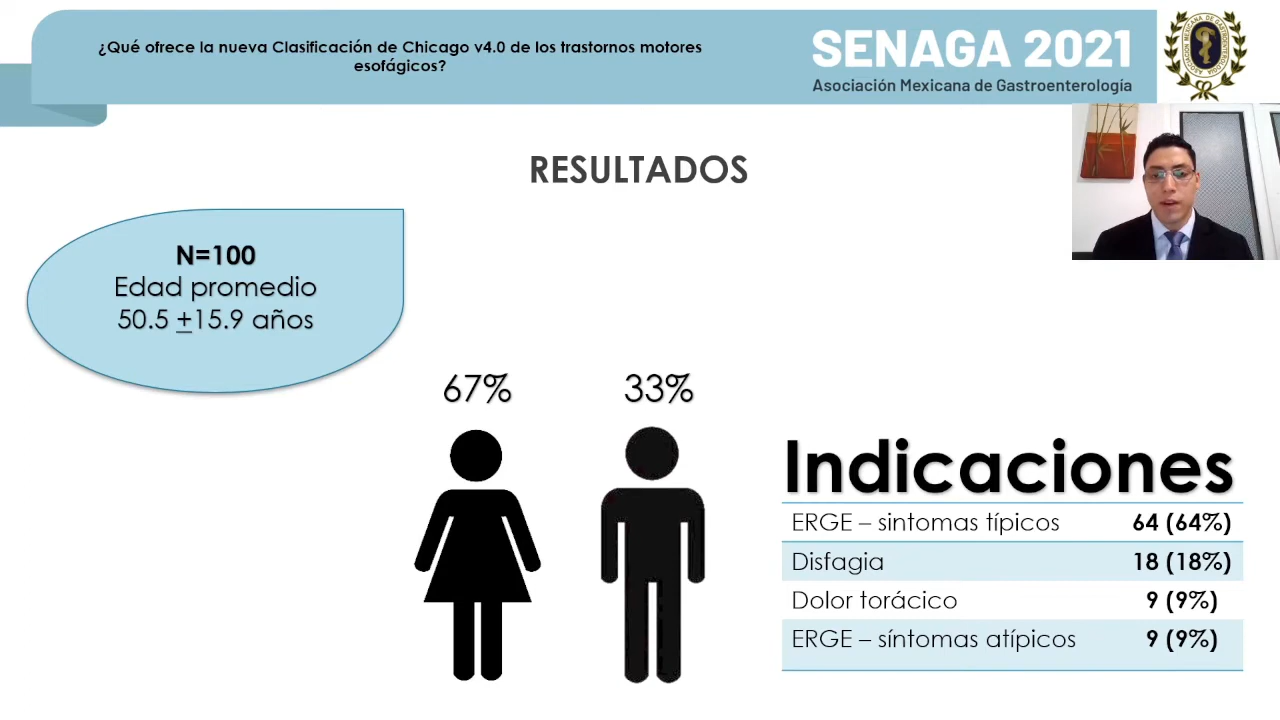 ¿Qué ofrece la nueva Clasificación de Chicago v4.0 de los trastornos motores
esofágicos?
SENAGA 2021
Asociación Mexicana de Gastroenterología
RESULTADOS
N=100
Edad promedio
50.5 ±15.9 años
67%
33%
Indicaciones
ERGE – sintomas típicos 64 (64%)
Disfagia 18 (18%)
Dolor torácico 9 (9%)
ERGE – síntomas atípicos 9 (9%)